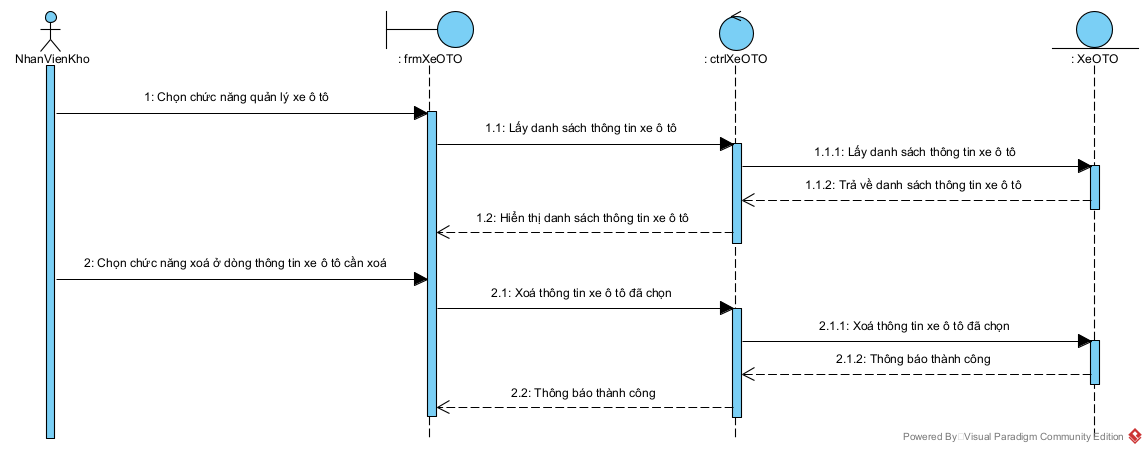 NhanVienKho
: frmXeOTO
: ctrlXeOTO
: XeOTO
1: Chọn chức năng quản lý xe ô tô
1.1: Lấy danh sách thông tin xe ô tô
1.1.1: Lấy danh sách thông tin xe ô tô
1.1.2: Trả về danh sách thông tin xe ô tô
1.2: Hiển thị danh sách thông tin xe ô tô
2: Chọn chức năng xoá ở dòng thông tin xe ô tô cần xoá
2.1: Xoá thông tin xe ô tô đã chọn
2.1.1: Xoá thông tin xe ô tô đã chọn
2.1.2: Thông báo thành công
2.2: Thông báo thành công
Powered By Visual Paradigm Community Edition